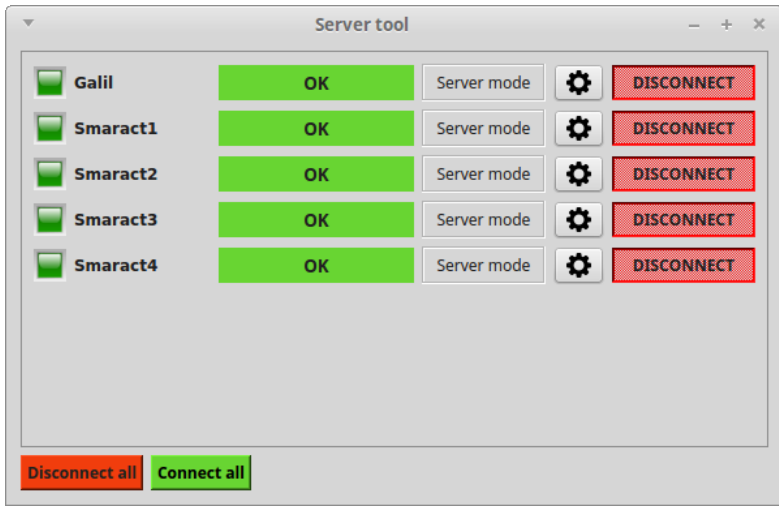 Server tool
Galil OK Server mode DISCONNECT
Smaract1 OK Server mode DISCONNECT
Smaract2 OK Server mode DISCONNECT
Smaract3 OK Server mode DISCONNECT
Smaract4 OK Server mode DISCONNECT
Disconnect all Connect all